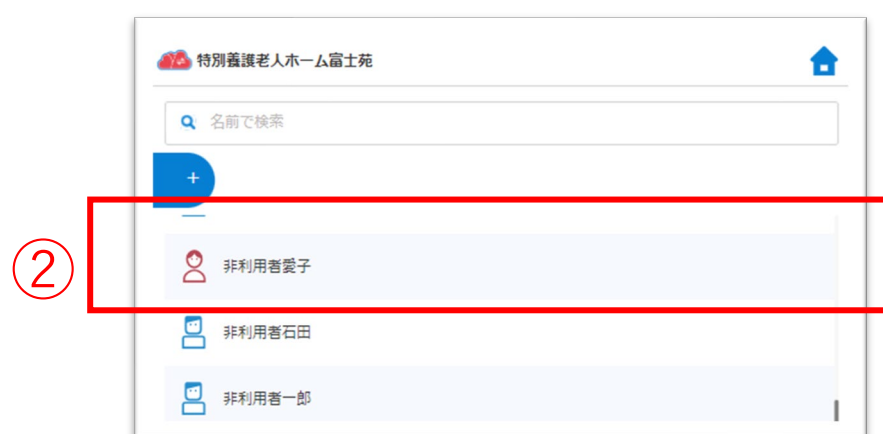 特別養護老人ホーム富士苑
名前で検索
+
②
非利用者愛子
非利用者石田
非利用者一郎